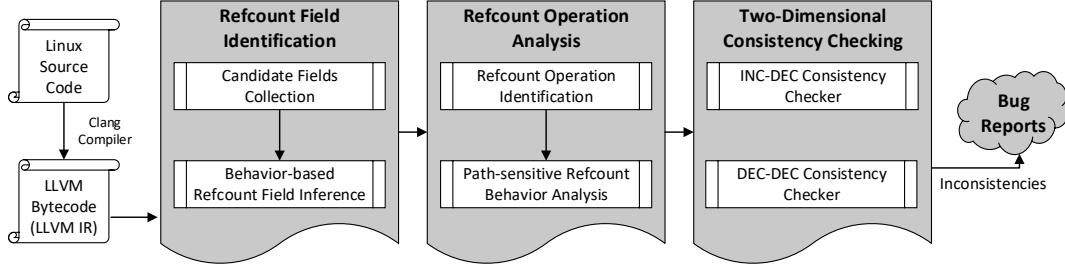 Linux
Source
Code
Clang
Compiler
LLVM
Bytecode
(LLVM IR)
Refcount Field
Identification
Candidate Fields
Collection
Behavior-based
Refcount Field Inference
Refcount Operation
Analysis
Refcount Operation
Identification
Path-sensitive Refcount
Behavior Analysis
Two-Dimensional
Consistency Checking
INC-DEC Consistency
Checker
DEC-DEC Consistency
Checker
Bug
Reports
Inconsistencies